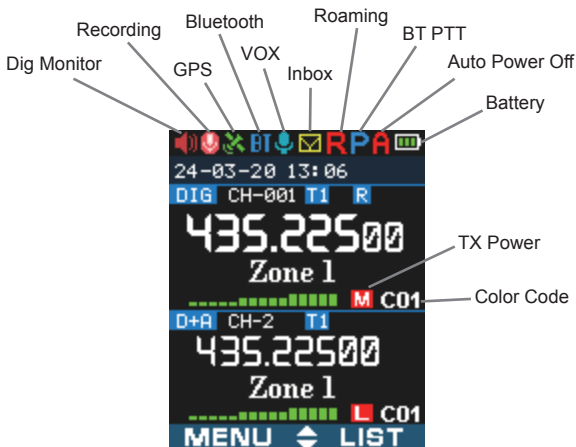 Roaming
Bluetooth
Recording
BT PTT
VOX
Dig Monitor
GPS
Inbox
Auto Power Off
Battery
BT R P A
24-03-20 13:06
DIG CH-001 T1 R
435.22500
Zone 1
TX Power
M C01
Color Code
D+A CH-2 T1
435.22500
Zone 1
L C01
MENU LIST